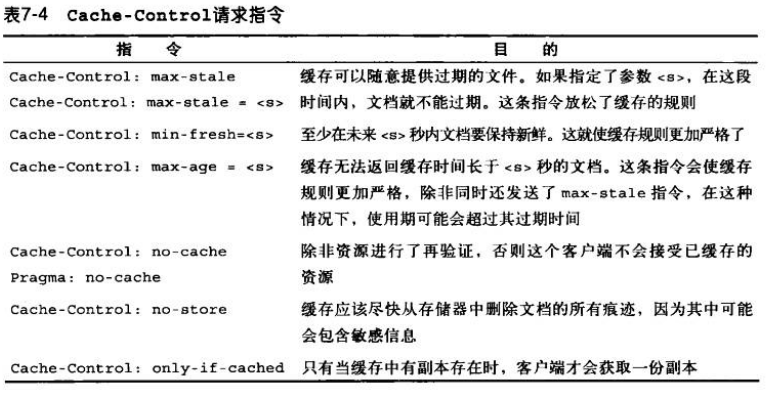 表7-4 Cache-Control请求指令
指 令 目 的
Cache-Control: max-stale 缓存可以随意提供过期的文件。如果指定了参数 <s>，在这段
Cache-Control: max-stale = <s> 时间内，文档就不能过期。这条指令放松了缓存的规则
Cache-Control: min-fresh=<s> 至少在未来 <s> 秒内文档要保持新鲜。这就使缓存规则更加严格了
Cache-Control: max-age = <s> 缓存无法返回缓存时间长于 <s> 秒的文档。这条指令会使缓存
规则更加严格，除非同时还发送了 max-stale 指令，在这种
情况下，使用期可能会超过其过期时间
Cache-Control: no-cache 除非资源进行了再验证，否则这个客户端不会接受已缓存的
Pragma: no-cache 资源
Cache-Control: no-store 缓存应该尽快从存储器中删除文档的所有痕迹，因为其中可能
会包含敏感信息
Cache-Control: only-if-cached 只有当缓存中有副本存在时，客户端才会获取一份副本